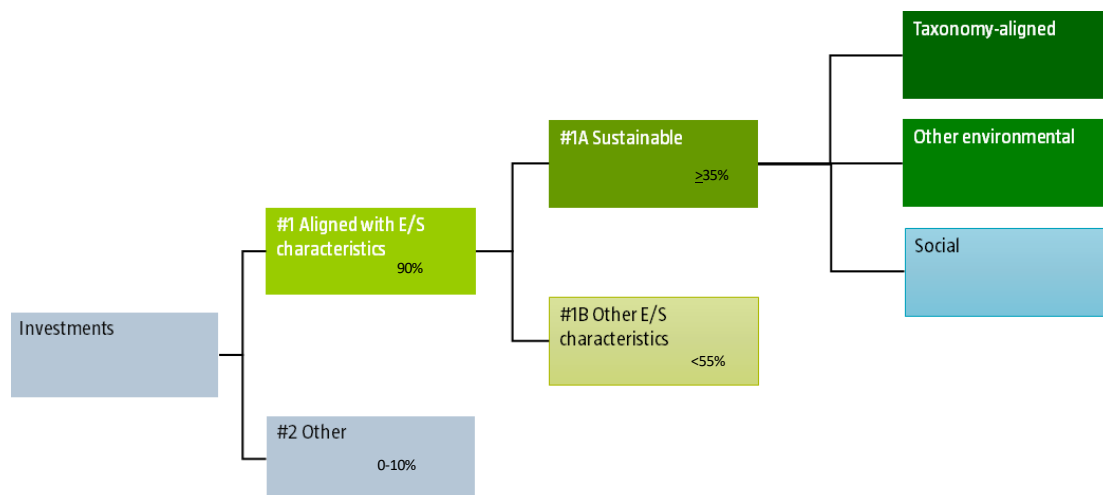 Taxonomy-aligned
Other environmental
Social
#1A Sustainable
≥35%
#1B Other E/S
characteristics
<55%
#1 Aligned with E/S
characteristics
90%
#2 Other
0-10%
Investments